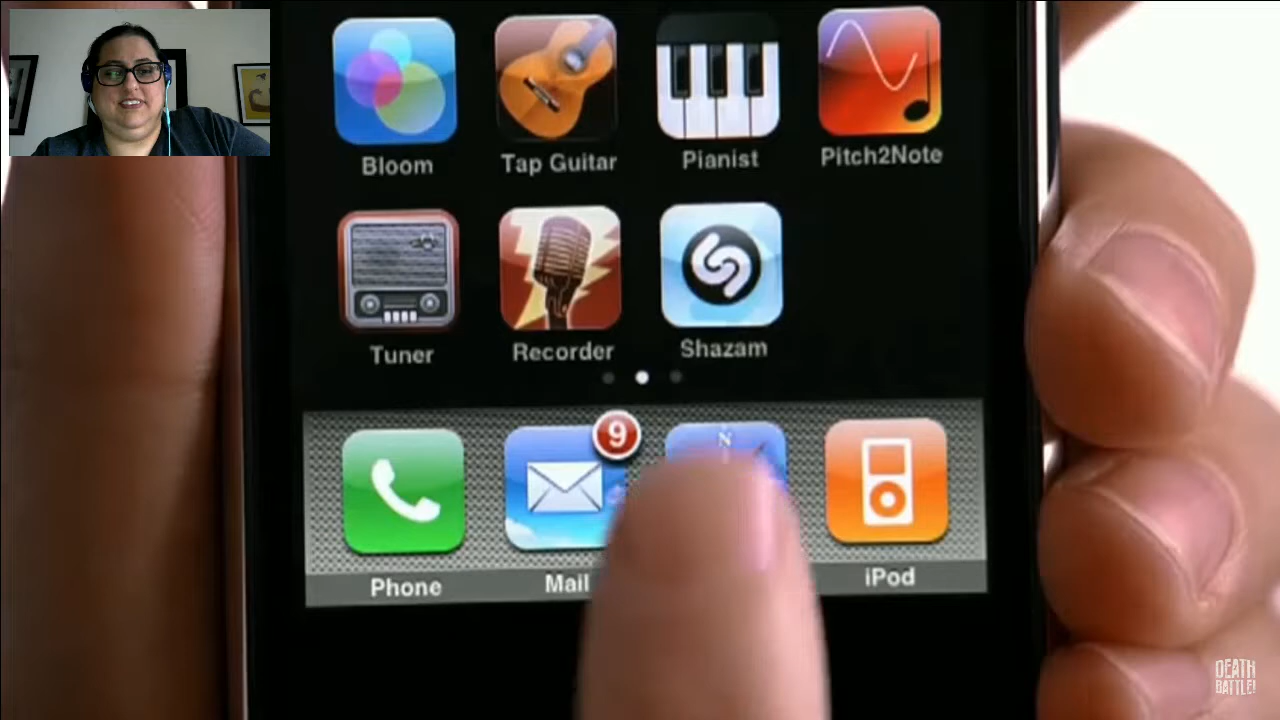 Bloom
Tap Guitar
Pianist
Pitch2Note
Tuner
Recorder
Shazam
9
N
Phone
Mail
iPod
DEATH
BATTLE!